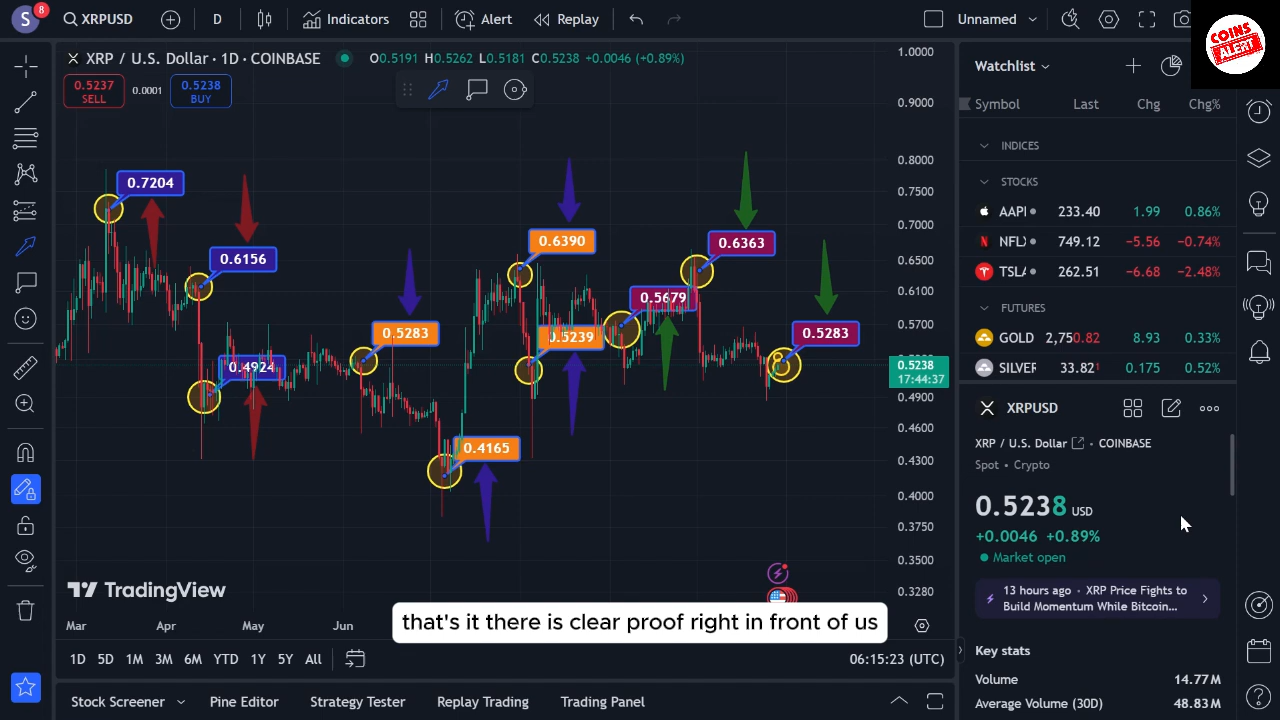 S
8
XRPUSD
D
Indicators
Alert
Replay
Unnamed
COINS
ALERT
XRP / U.S. Dollar · 1D · COINBASE
O0.5191 H0.5262 L0.5181 C0.5238 +0.0046 (+0.89%)
0.5237
SELL
0.0001
0.5238
BUY
1.0000
0.9000
0.8000
0.7500
0.7000
0.6500
0.6100
0.5700
0.5238
17:44:37
0.4900
0.4600
0.4300
0.4000
0.3750
0.3500
0.3280
0.7204
0.6156
0.4924
0.5283
0.4165
0.6390
0.5239
0.5679
0.6363
0.5283
TradingView
Mar Apr May Jun
that's it there is clear proof right in front of us
1D 5D 1M 3M 6M YTD 1Y 5Y All
06:15:23 (UTC)
Stock Screener Pine Editor Strategy Tester Replay Trading Trading Panel
Watchlist
Symbol Last Chg Chg%
INDICES
STOCKS
AAPL 233.40 1.99 0.86%
NFLX 749.12 −5.56 −0.74%
TSLA 262.51 −6.68 −2.48%
FUTURES
GOLD 2,750.82 8.93 0.33%
SILVER 33.821 0.175 0.52%
XRPUSD
XRP / U.S. Dollar · COINBASE
Spot · Crypto
0.5238 USD
+0.0046 +0.89%
Market open
13 hours ago · XRP Price Fights to
Build Momentum While Bitcoin...
Key stats
Volume 14.77M
Average Volume (30D) 48.83M